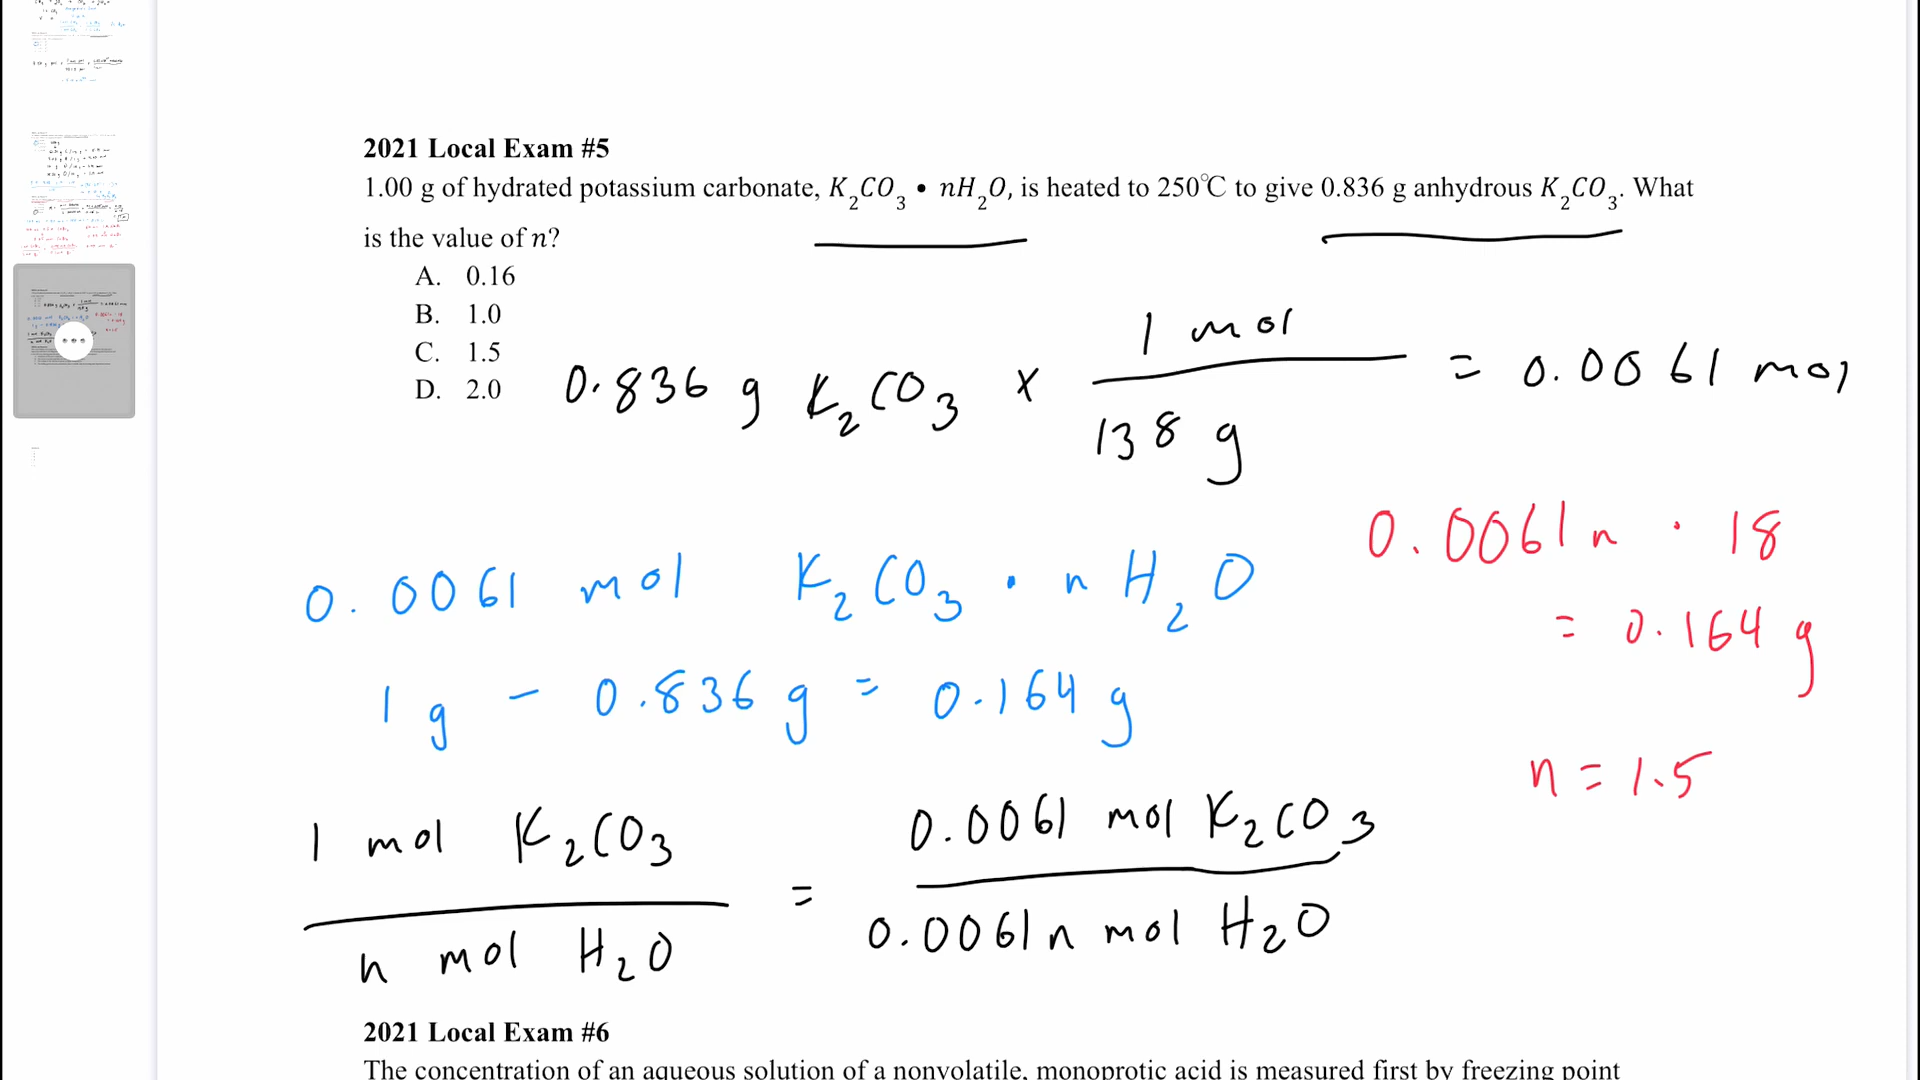 2021 Local Exam #5
1.00 g of hydrated potassium carbonate, K₂CO₃ • nH₂O, is heated to 250℃ to give 0.836 g anhydrous K₂CO₃. What
is the value of n?
A. 0.16
B. 1.0
C. 1.5
D. 2.0
0.836 g K₂CO₃ × 1 mol / 138 g = 0.0061 mol
0.0061 n · 18
0.0061 mol K₂CO₃ · n H₂O
= 0.164 g
1 g - 0.836 g = 0.164 g
n = 1.5
1 mol K₂CO₃ / n mol H₂O = 0.0061 mol K₂CO₃ / 0.0061 n mol H₂O
2021 Local Exam #6
The concentration of an aqueous solution of a nonvolatile, monoprotic acid is measured first by freezing point